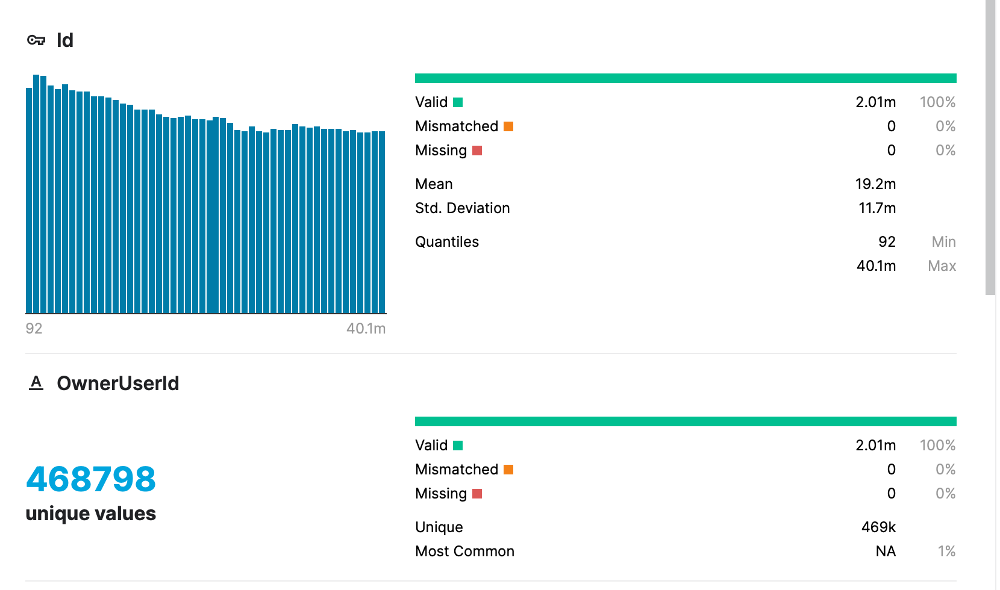 Id
Valid 2.01m 100%
Mismatched 0 0%
Missing 0 0%
Mean 19.2m
Std. Deviation 11.7m
Quantiles 92 Min
40.1m Max
92 40.1m
A OwnerUserId
468798
unique values
Valid 2.01m 100%
Mismatched 0 0%
Missing 0 0%
Unique 469k
Most Common NA 1%